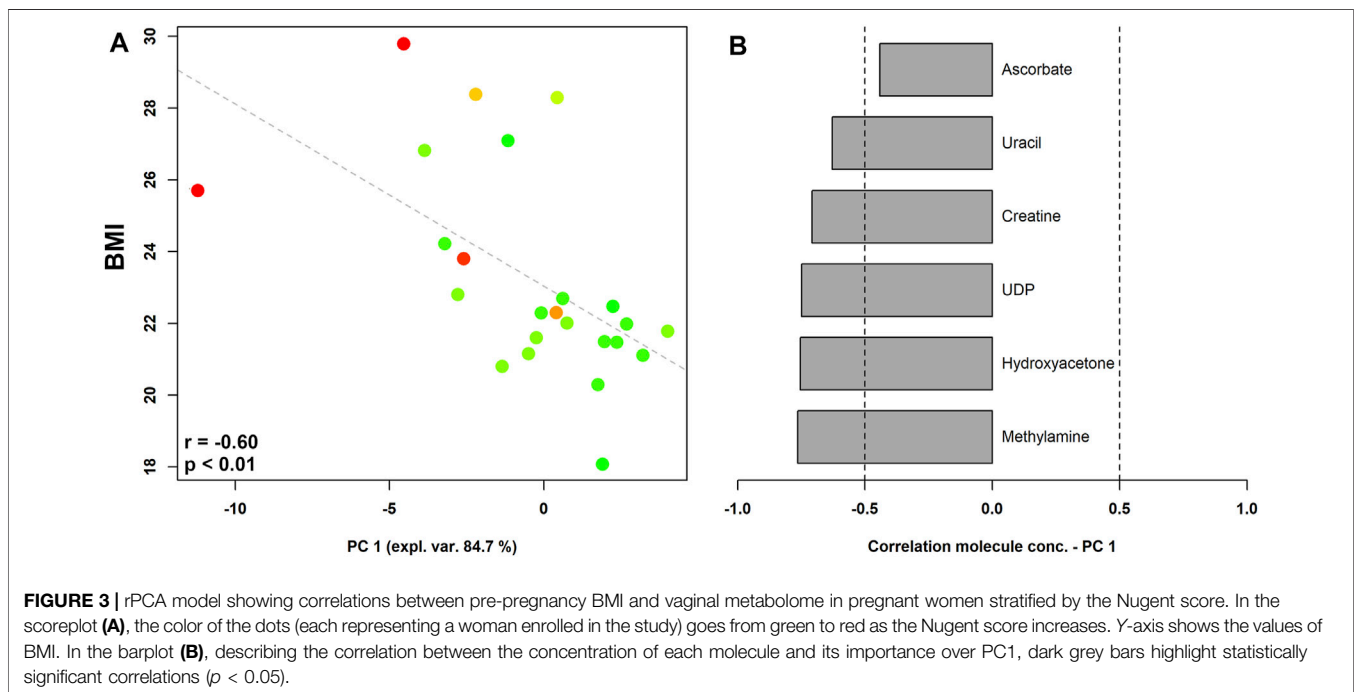 A
B
30
28
26
24
22
20
18
BMI
r = -0.60
p < 0.01
-10
-5
0
PC 1 (expl. var. 84.7 %)
Ascorbate
Uracil
Creatine
UDP
Hydroxyacetone
Methylamine
-1.0
-0.5
0.0
0.5
1.0
Correlation molecule conc. - PC 1
FIGURE 3 | rPCA model showing correlations between pre-pregnancy BMI and vaginal metabolome in pregnant women stratified by the Nugent score. In the
scoreplot (A), the color of the dots (each representing a woman enrolled in the study) goes from green to red as the Nugent score increases. Y-axis shows the values of
BMI. In the barplot (B), describing the correlation between the concentration of each molecule and its importance over PC1, dark grey bars highlight statistically
significant correlations (p < 0.05).